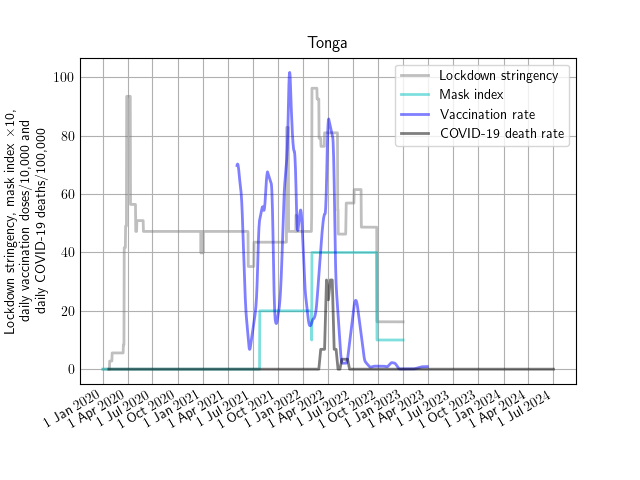 Tonga
Lockdown stringency, mask index ×10,
daily vaccination doses/10,000 and
daily COVID-19 deaths/100,000
100
80
60
40
20
0
Lockdown stringency
Mask index
Vaccination rate
COVID-19 death rate
1 Jan 2020
1 Apr 2020
1 Jul 2020
1 Oct 2020
1 Jan 2021
1 Apr 2021
1 Jul 2021
1 Oct 2021
1 Jan 2022
1 Apr 2022
1 Jul 2022
1 Oct 2022
1 Jan 2023
1 Apr 2023
1 Jul 2023
1 Oct 2023
1 Jan 2024
1 Apr 2024
1 Jul 2024